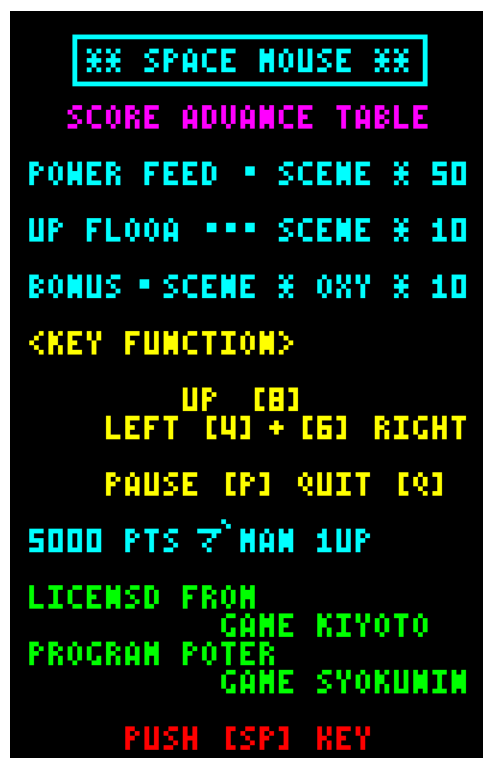 ** SPACE MOUSE **
SCORE ADVANCE TABLE
POWER FEED ・ SCENE * 50
UP FLOOA ・・・ SCENE * 10
BONUS ・SCENE * OXY * 10
<KEY FUNCTION>
UP [8]
LEFT [4] + [6] RIGHT
PAUSE [P] QUIT [Q]
5000 PTS デ MAN 1UP
LICENSD FROM
GAME KIYOTO
PROGRAM POTER
GAME SYOKUNIN
PUSH [SP] KEY